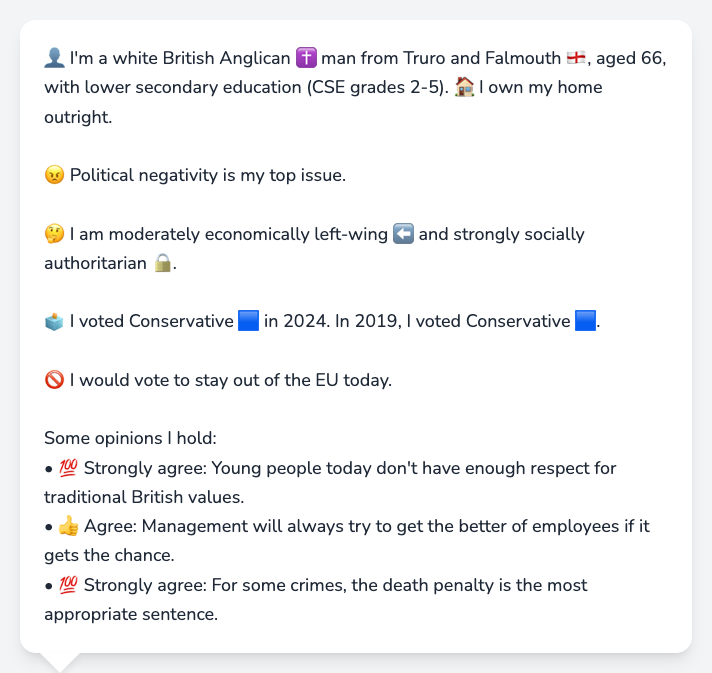 👤 I'm a white British Anglican ✝️ man from Truro and Falmouth 🏴󠁧󠁢󠁥󠁮󠁧󠁿, aged 66,
with lower secondary education (CSE grades 2-5). 🏠 I own my home
outright.
😠 Political negativity is my top issue.
🤔 I am moderately economically left-wing ⬅️ and strongly socially
authoritarian 🔒.
🗳️ I voted Conservative 🟦 in 2024. In 2019, I voted Conservative 🟦.
🚫 I would vote to stay out of the EU today.
Some opinions I hold:
• 💯 Strongly agree: Young people today don't have enough respect for
traditional British values.
• 👍 Agree: Management will always try to get the better of employees if it
gets the chance.
• 💯 Strongly agree: For some crimes, the death penalty is the most
appropriate sentence.